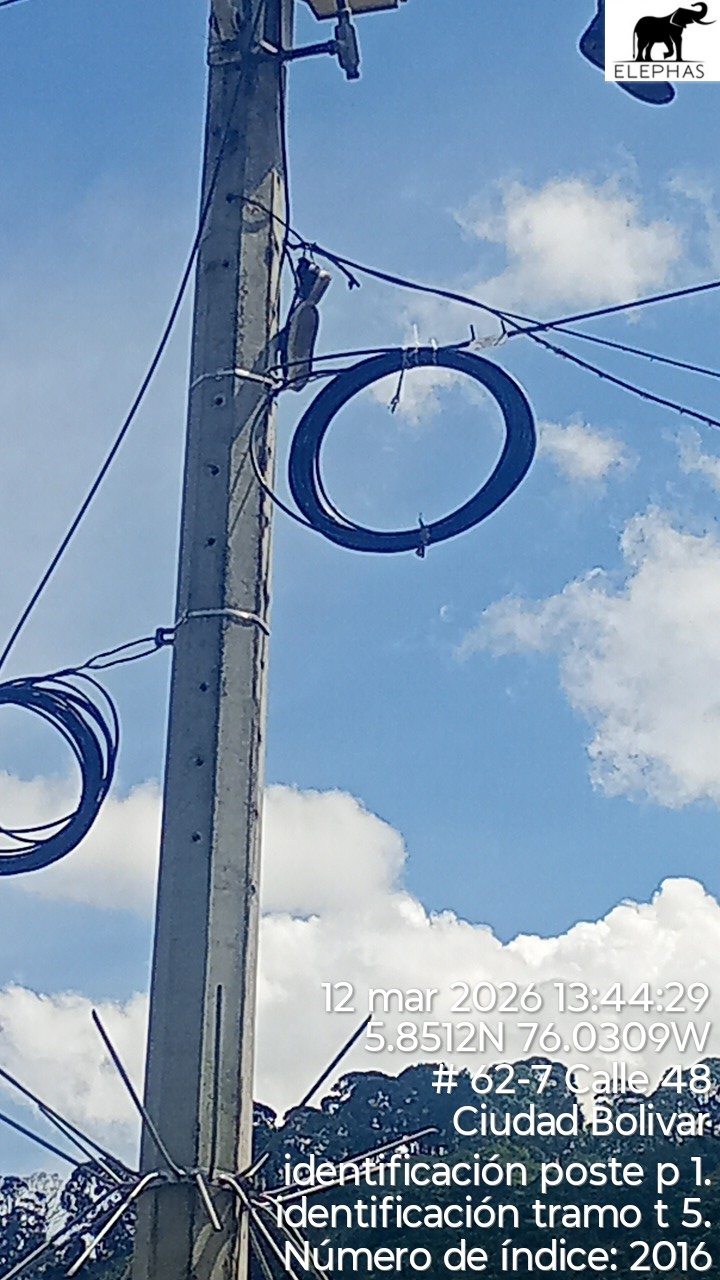 ELEPHAS
12 mar 2026 13:44:29
5.8512N 76.0309W
# 62-7 Calle 48
Ciudad Bolivar
identificación poste p 1.
identificación tramo t 5.
Número de índice: 2016